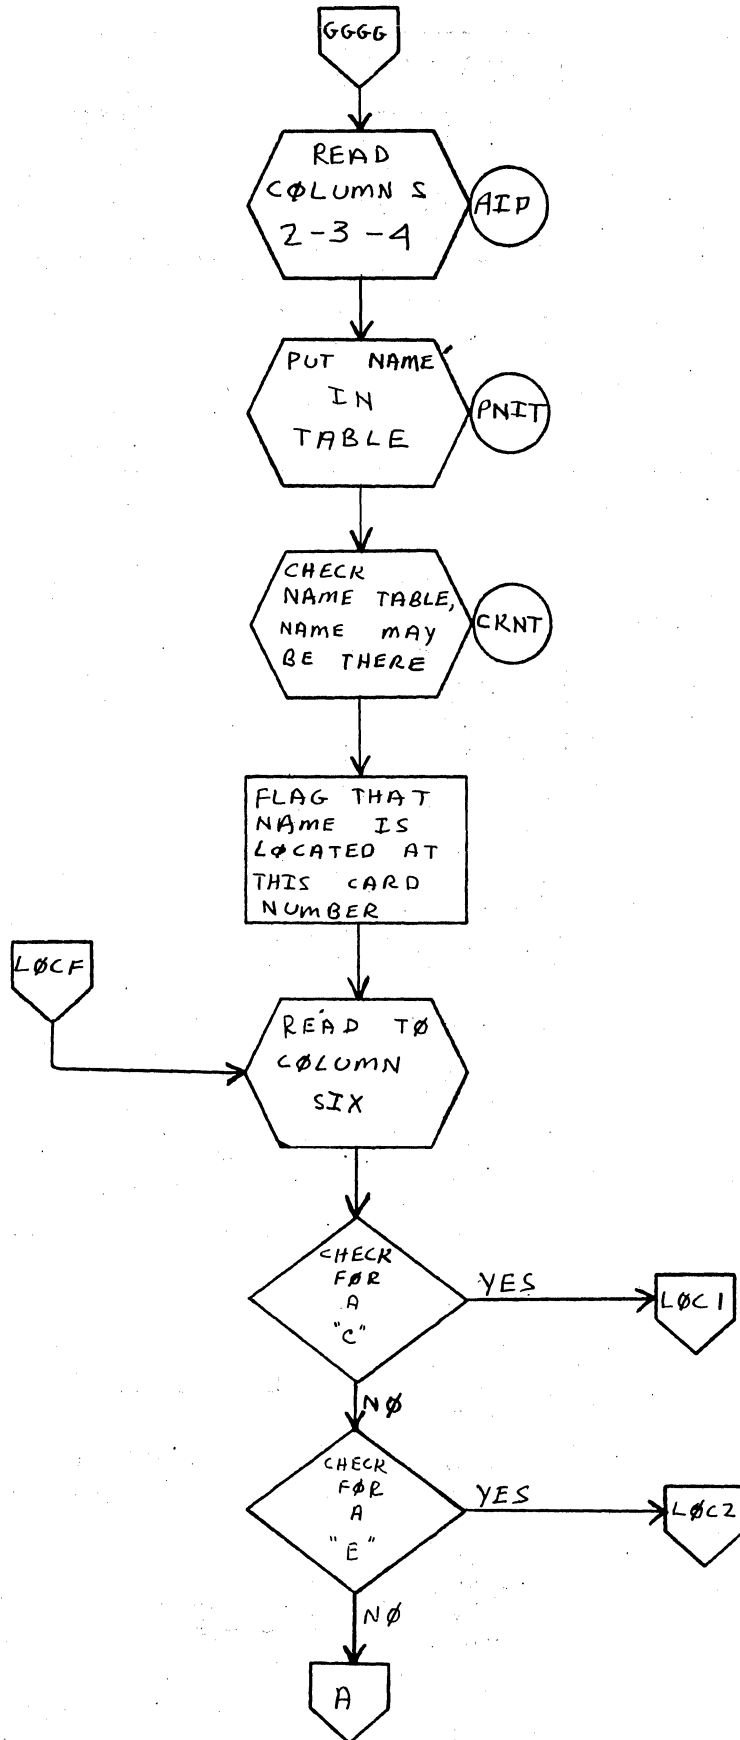 GGGG
READ
CØLUMNS
2-3-4
AIP
PUT NAME
IN
TABLE
PNIT
CHECK
NAME TABLE,
NAME MAY
BE THERE
CRNT
FLAG THAT
NAME IS
LØCATED AT
THIS CARD
NUMBER
LØCF
READ TØ
CØLUMN
SIX
CHECK
FØR
A
"C"
YES
LØC1
NØ
CHECK
FØR
A
"E"
YES
LØC2
NØ
A